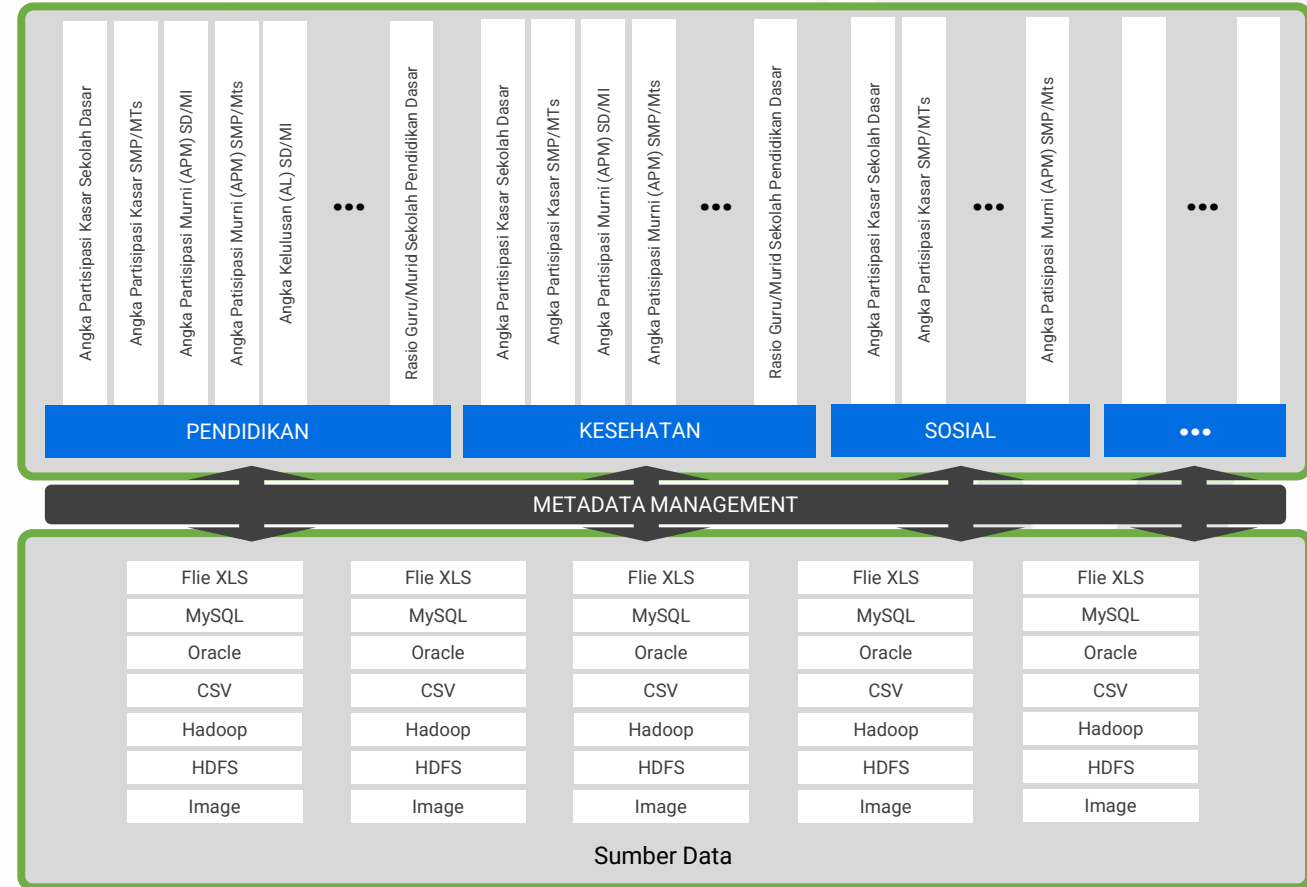 Angka Partisipasi Kasar Sekolah Dasar
Angka Partisipasi Kasar SMP/MTs
Angka Partisipasi Murni (APM) SD/MI
Angka Patisipasi Murni (APM) SMP/Mts
Angka Kelulusan (AL) SD/MI
...
Rasio Guru/Murid Sekolah Pendidikan Dasar
PENDIDIKAN
Angka Partisipasi Kasar Sekolah Dasar
Angka Partisipasi Kasar SMP/MTs
Angka Partisipasi Murni (APM) SD/MI
Angka Patisipasi Murni (APM) SMP/Mts
...
Rasio Guru/Murid Sekolah Pendidikan Dasar
KESEHATAN
Angka Partisipasi Kasar Sekolah Dasar
Angka Partisipasi Kasar SMP/MTs
...
Angka Patisipasi Murni (APM) SMP/Mts
SOSIAL
...
...
METADATA MANAGEMENT
Flie XLS
MySQL
Oracle
CSV
Hadoop
HDFS
Image
Flie XLS
MySQL
Oracle
CSV
Hadoop
HDFS
Image
Flie XLS
MySQL
Oracle
CSV
Hadoop
HDFS
Image
Flie XLS
MySQL
Oracle
CSV
Hadoop
HDFS
Image
Flie XLS
MySQL
Oracle
CSV
Hadoop
HDFS
Image
Sumber Data